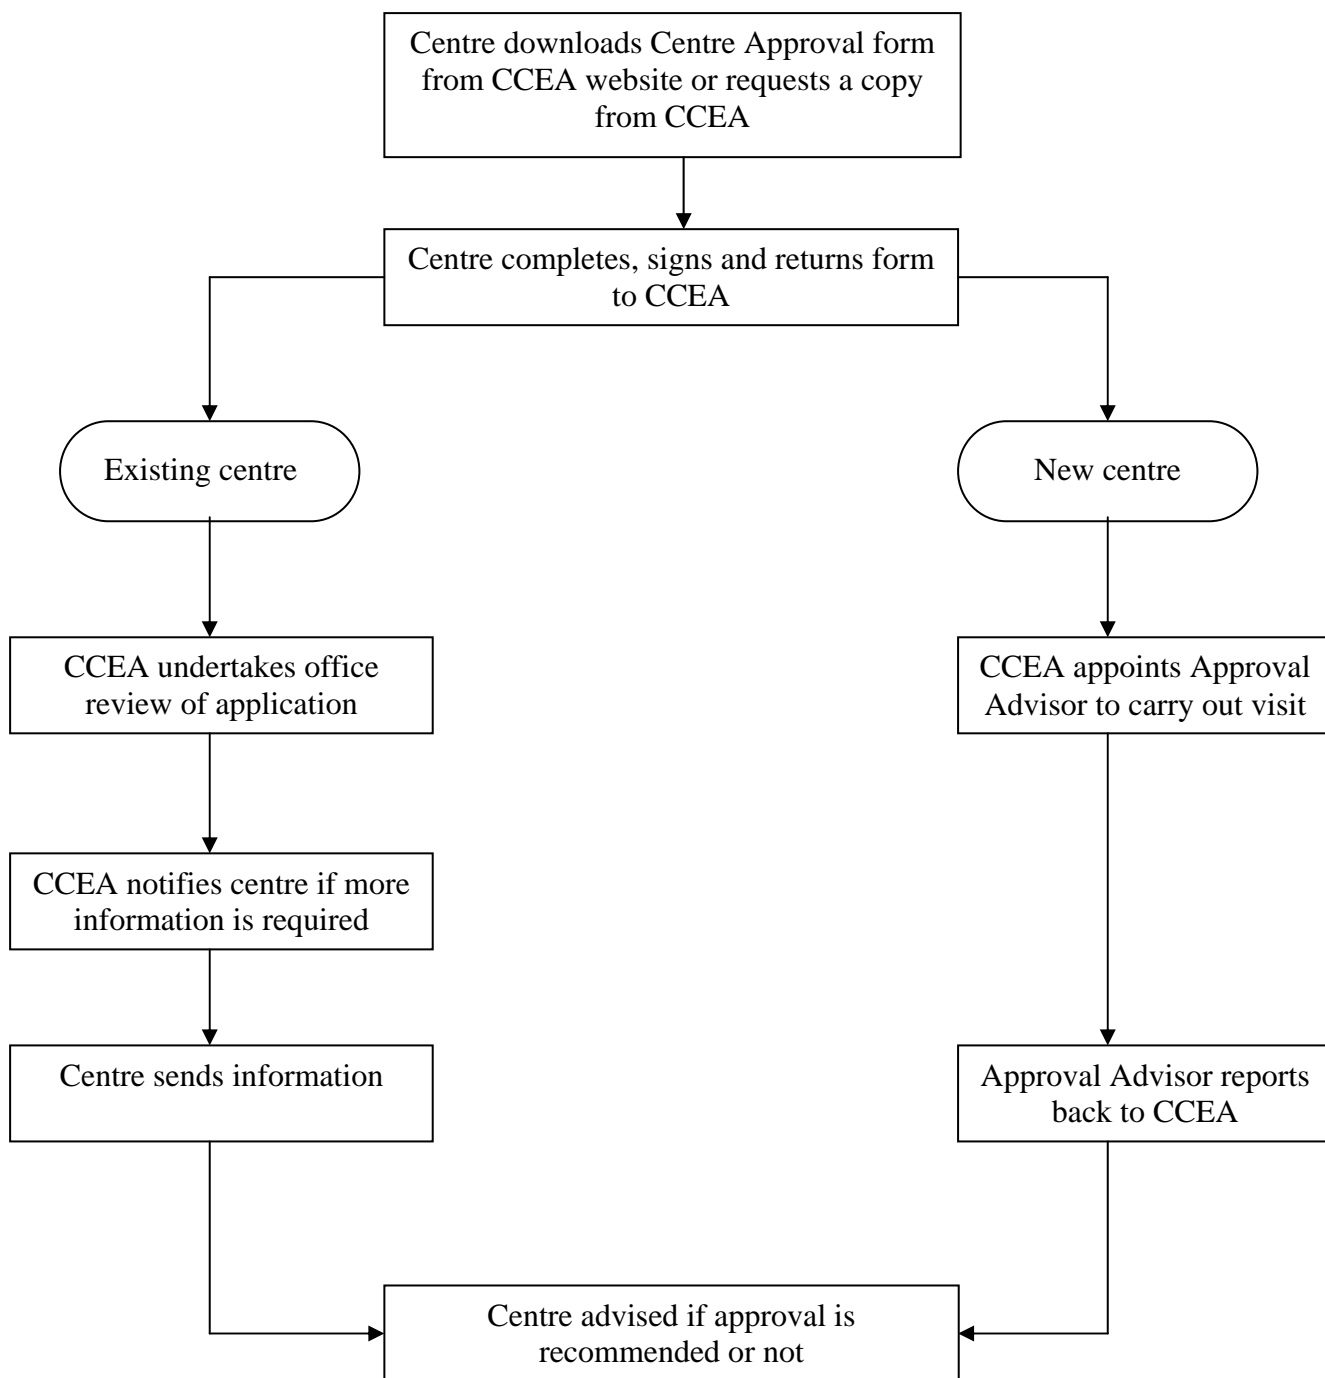 Centre downloads Centre Approval form
from CCEA website or requests a copy
from CCEA
Centre completes, signs and returns form
to CCEA
Existing centre
New centre
CCEA undertakes office
review of application
CCEA appoints Approval
Advisor to carry out visit
CCEA notifies centre if more
information is required
Centre sends information
Approval Advisor reports
back to CCEA
Centre advised if approval is
recommended or not